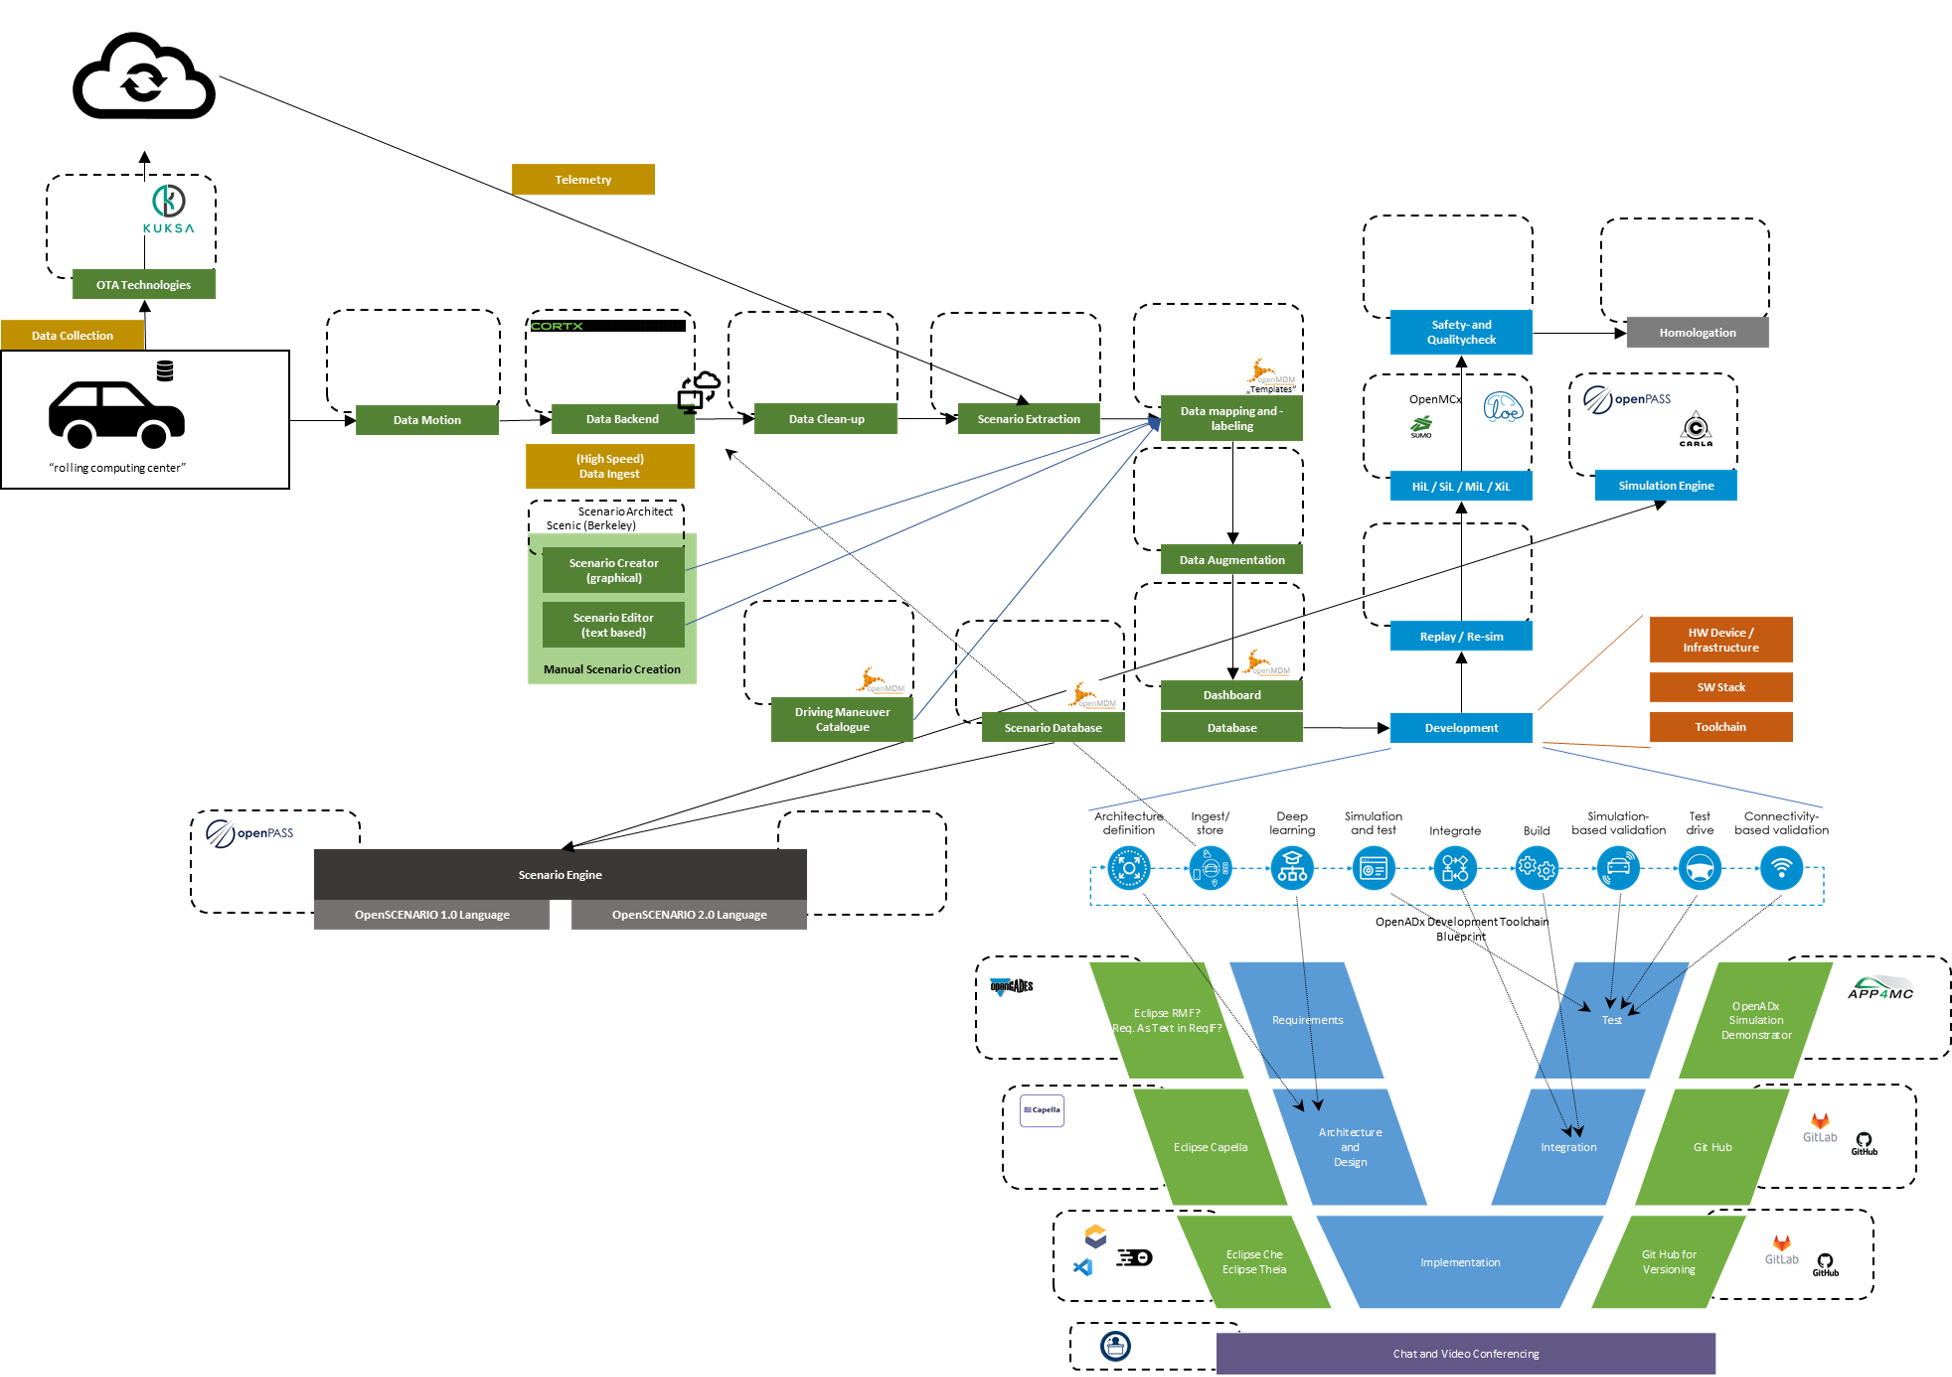 Telemetry
KUKSA
OTA Technologies
Data Collection
"rolling computing center"
Data Motion
CORTX
Data Backend
(High Speed)
Data Ingest
Data Clean-up
Scenario Extraction
openMDM
„Templates"
Data mapping and -
labeling
Safety- and
Qualitycheck
Homologation
OpenMCx
SUMO
loe
HiL / SiL / MiL / XiL
openPASS
CARLA
Simulation Engine
Scenario Architect
Scenic (Berkeley)
Scenario Creator
(graphical)
Scenario Editor
(text based)
Manual Scenario Creation
Data Augmentation
openMDM
Driving Maneuver
Catalogue
openMDM
Scenario Database
openMDM
Dashboard
Database
Replay / Re-sim
Development
HW Device /
Infrastructure
SW Stack
Toolchain
openPASS
Scenario Engine
OpenSCENARIO 1.0 Language
OpenSCENARIO 2.0 Language
Architecture
definition
Ingest/
store
Deep
learning
Simulation
and test
Integrate
Build
Simulation-
based validation
Test
drive
Connectivity-
based validation
OpenADx Development Toolchain
Blueprint
openCADES
Eclipse RMF?
Req. As Text in ReqIF?
Requirements
Test
OpenADx
Simulation
Demonstrator
APP4MC
Capella
Eclipse Capella
Architecture
and
Design
Integration
Git Hub
GitLab
GitHub
Eclipse Che
Eclipse Theia
Implementation
Git Hub for
Versioning
GitLab
GitHub
Chat and Video Conferencing